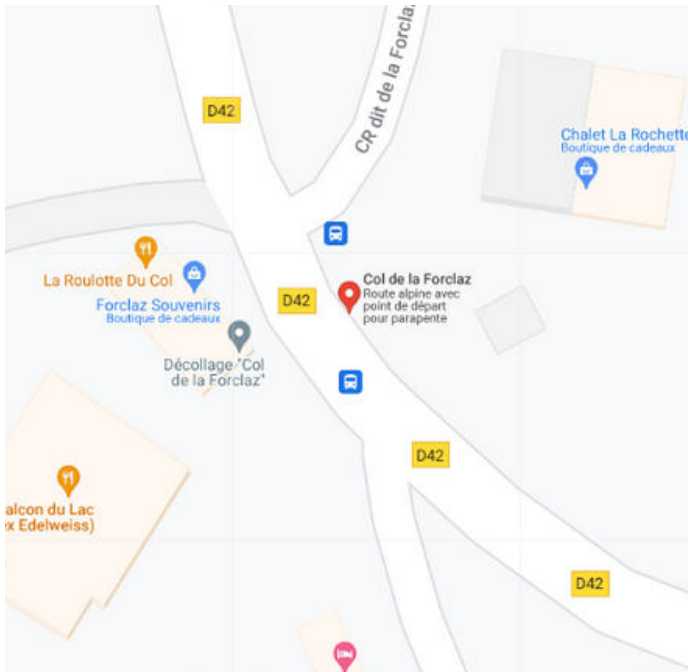 D42
CR dit de la Forclaz
Chalet La Rochette
Boutique de cadeaux
La Roulotte Du Col
Forclaz Souvenirs
Boutique de cadeaux
D42
Col de la Forclaz
Route alpine avec
point de départ
pour parapente
Décollage "Col
de la Forclaz"
D42
alcon du Lac
ex Edelweiss)
D42